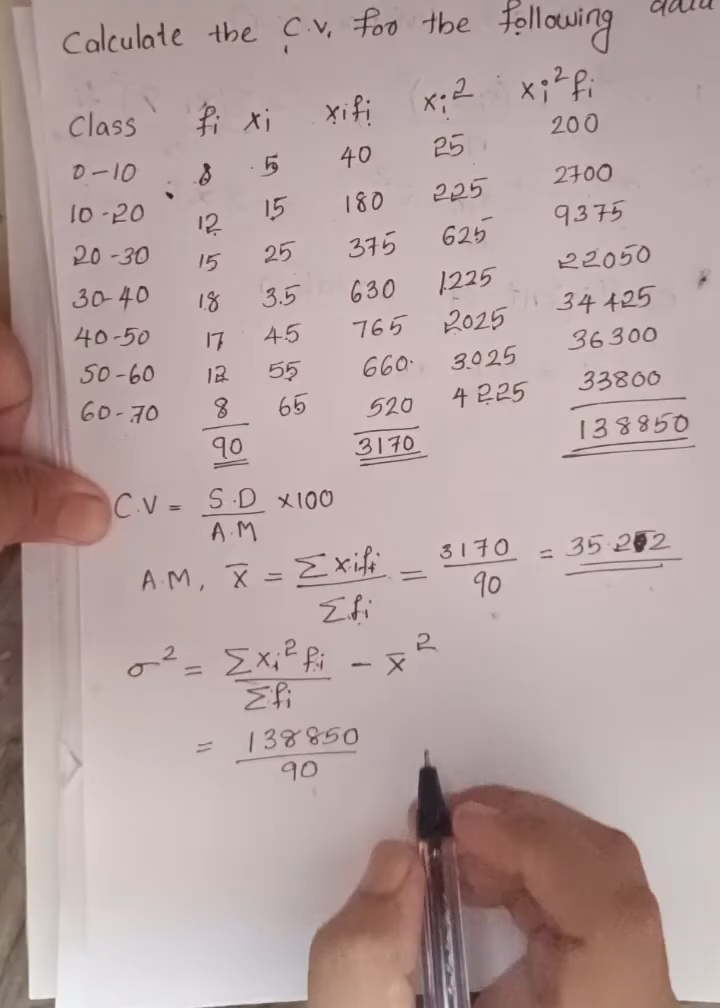 Calculate the C.V. for the following data
Class fi xi xifi xi² xi²fi
0-10 8 5 40 25 200
10-20 12 15 180 225 2700
20-30 15 25 375 625 9375
30-40 18 35 630 1225 22050
40-50 17 45 765 2025 34425
50-60 12 55 660 3025 36300
60-70 8 65 520 4225 33800
90 3170 138850
C.V = S.D / A.M ×100
A.M, x̄ = Σxifi / Σfi = 3170 / 90 = 35.22
σ² = Σxi²fi / Σfi - x̄²
= 138850 / 90